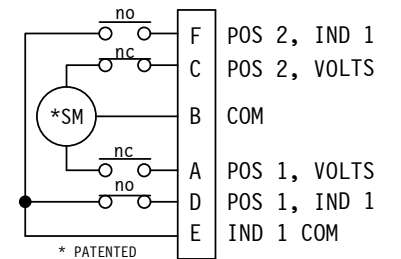 no F POS 2, IND 1
nc C POS 2, VOLTS
*SM B COM
nc A POS 1, VOLTS
no D POS 1, IND 1
E IND 1 COM
* PATENTED